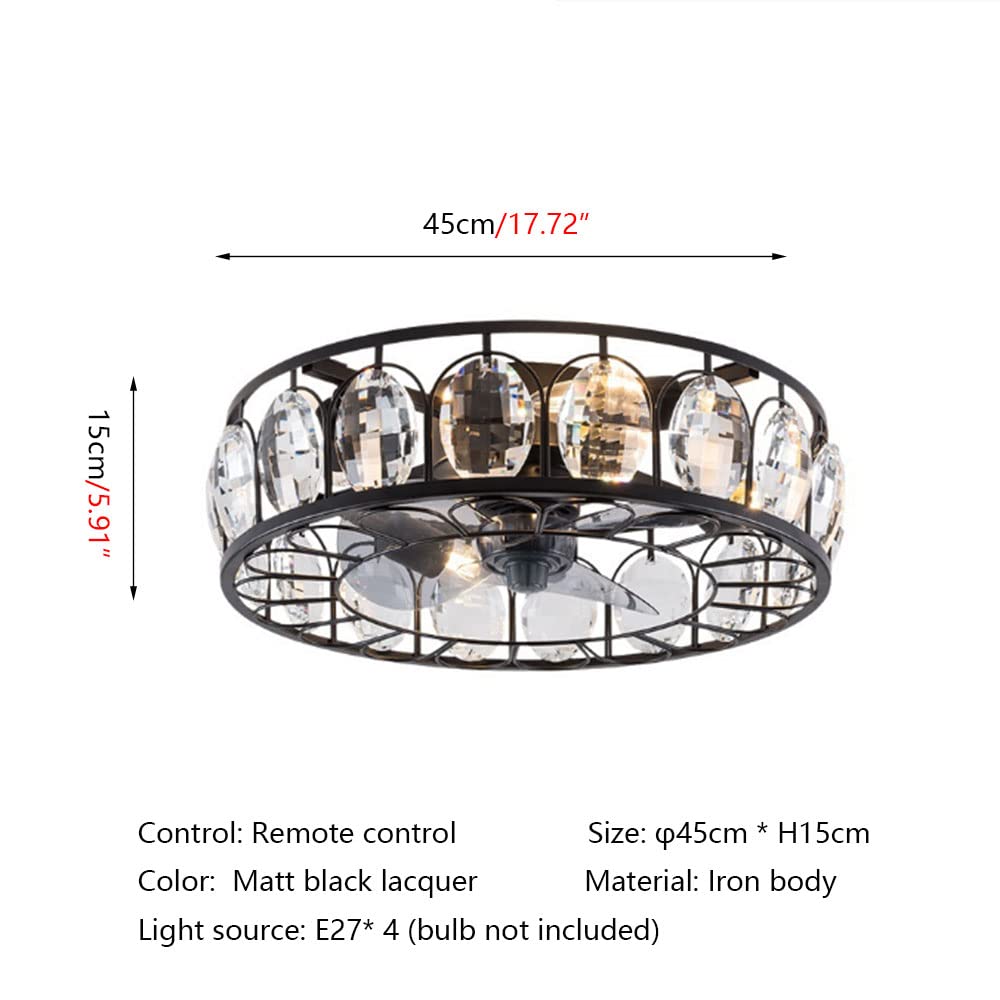 45cm/17.72"
15cm/5.91"
Control: Remote control
Size: φ45cm * H15cm
Color: Matt black lacquer
Material: Iron body
Light source: E27* 4 (bulb not included)